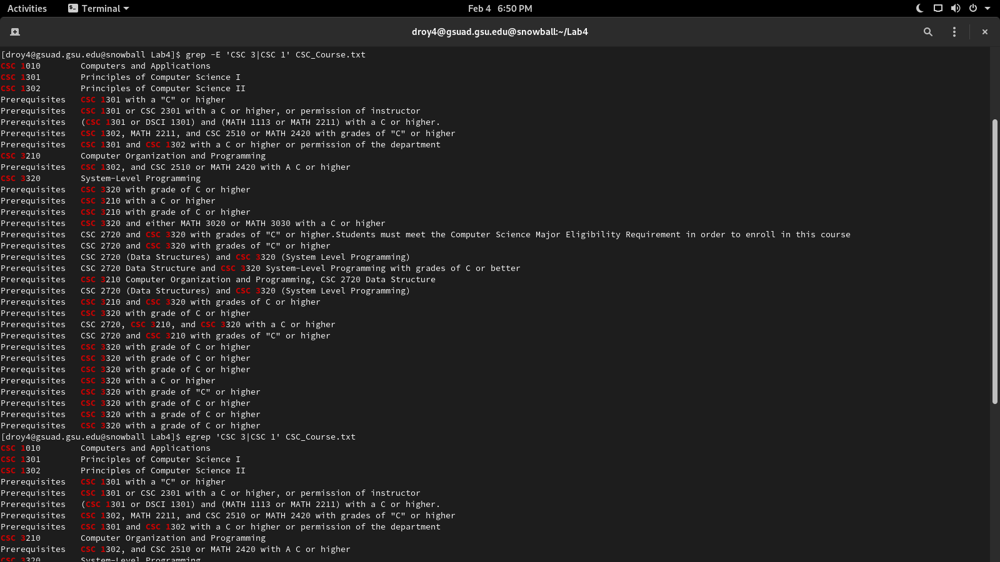 Activities Terminal Feb 4 6:50 PM
droy4@gsuad.gsu.edu@snowball:~/Lab4
[droy4@gsuad.gsu.edu@snowball Lab4]$ grep -E 'CSC 3|CSC 1' CSC_Course.txt
CSC 1010 Computers and Applications
CSC 1301 Principles of Computer Science I
CSC 1302 Principles of Computer Science II
Prerequisites CSC 1301 with a "C" or higher
Prerequisites CSC 1301 or CSC 2301 with a C or higher, or permission of instructor
Prerequisites (CSC 1301 or DSCI 1301) and (MATH 1113 or MATH 2211) with a C or higher.
Prerequisites CSC 1302, MATH 2211, and CSC 2510 or MATH 2420 with grades of "C" or higher
Prerequisites CSC 1301 and CSC 1302 with a C or higher or permission of the department
CSC 3210 Computer Organization and Programming
Prerequisites CSC 1302, and CSC 2510 or MATH 2420 with A C or higher
CSC 3320 System-Level Programming
Prerequisites CSC 3320 with grade of C or higher
Prerequisites CSC 3210 with a C or higher
Prerequisites CSC 3210 with grade of C or higher
Prerequisites CSC 3320 and either MATH 3020 or MATH 3030 with a C or higher
Prerequisites CSC 2720 and CSC 3320 with grades of "C" or higher.Students must meet the Computer Science Major Eligibility Requirement in order to enroll in this course
Prerequisites CSC 2720 and CSC 3320 with grades of "C" or higher
Prerequisites CSC 2720 (Data Structures) and CSC 3320 (System Level Programming)
Prerequisites CSC 2720 Data Structure and CSC 3320 System-Level Programming with grades of C or better
Prerequisites CSC 3210 Computer Organization and Programming, CSC 2720 Data Structure
Prerequisites CSC 2720 (Data Structures) and CSC 3320 (System Level Programming)
Prerequisites CSC 3210 and CSC 3320 with grades of C or higher
Prerequisites CSC 3320 with grade of C or higher
Prerequisites CSC 2720, CSC 3210, and CSC 3320 with a C or higher
Prerequisites CSC 2720 and CSC 3210 with grades of "C" or higher
Prerequisites CSC 3320 with grade of C or higher
Prerequisites CSC 3320 with grade of C or higher
Prerequisites CSC 3320 with grade of C or higher
Prerequisites CSC 3320 with a C or higher
Prerequisites CSC 3320 with grade of "C" or higher
Prerequisites CSC 3320 with grade of C or higher
Prerequisites CSC 3320 with a grade of C or higher
Prerequisites CSC 3320 with a grade of C or higher
[droy4@gsuad.gsu.edu@snowball Lab4]$ egrep 'CSC 3|CSC 1' CSC_Course.txt
CSC 1010 Computers and Applications
CSC 1301 Principles of Computer Science I
CSC 1302 Principles of Computer Science II
Prerequisites CSC 1301 with a "C" or higher
Prerequisites CSC 1301 or CSC 2301 with a C or higher, or permission of instructor
Prerequisites (CSC 1301 or DSCI 1301) and (MATH 1113 or MATH 2211) with a C or higher.
Prerequisites CSC 1302, MATH 2211, and CSC 2510 or MATH 2420 with grades of "C" or higher
Prerequisites CSC 1301 and CSC 1302 with a C or higher or permission of the department
CSC 3210 Computer Organization and Programming
Prerequisites CSC 1302, and CSC 2510 or MATH 2420 with A C or higher
CSC 3320 System-Level Programming